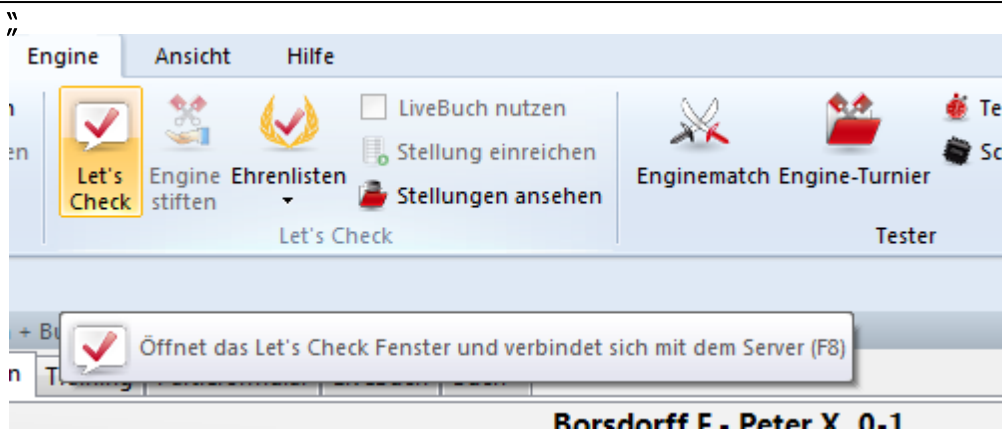 Engine Ansicht Hilfe
LiveBuch nutzen
Stellung einreichen
Stellungen ansehen
Let's Check
Engine stiften
Ehrenlisten
Enginematch Engine-Turnier
Let's Check Tester
Öffnet das Let's Check Fenster und verbindet sich mit dem Server (F8)
Borsdorff F - Peter X 0-1